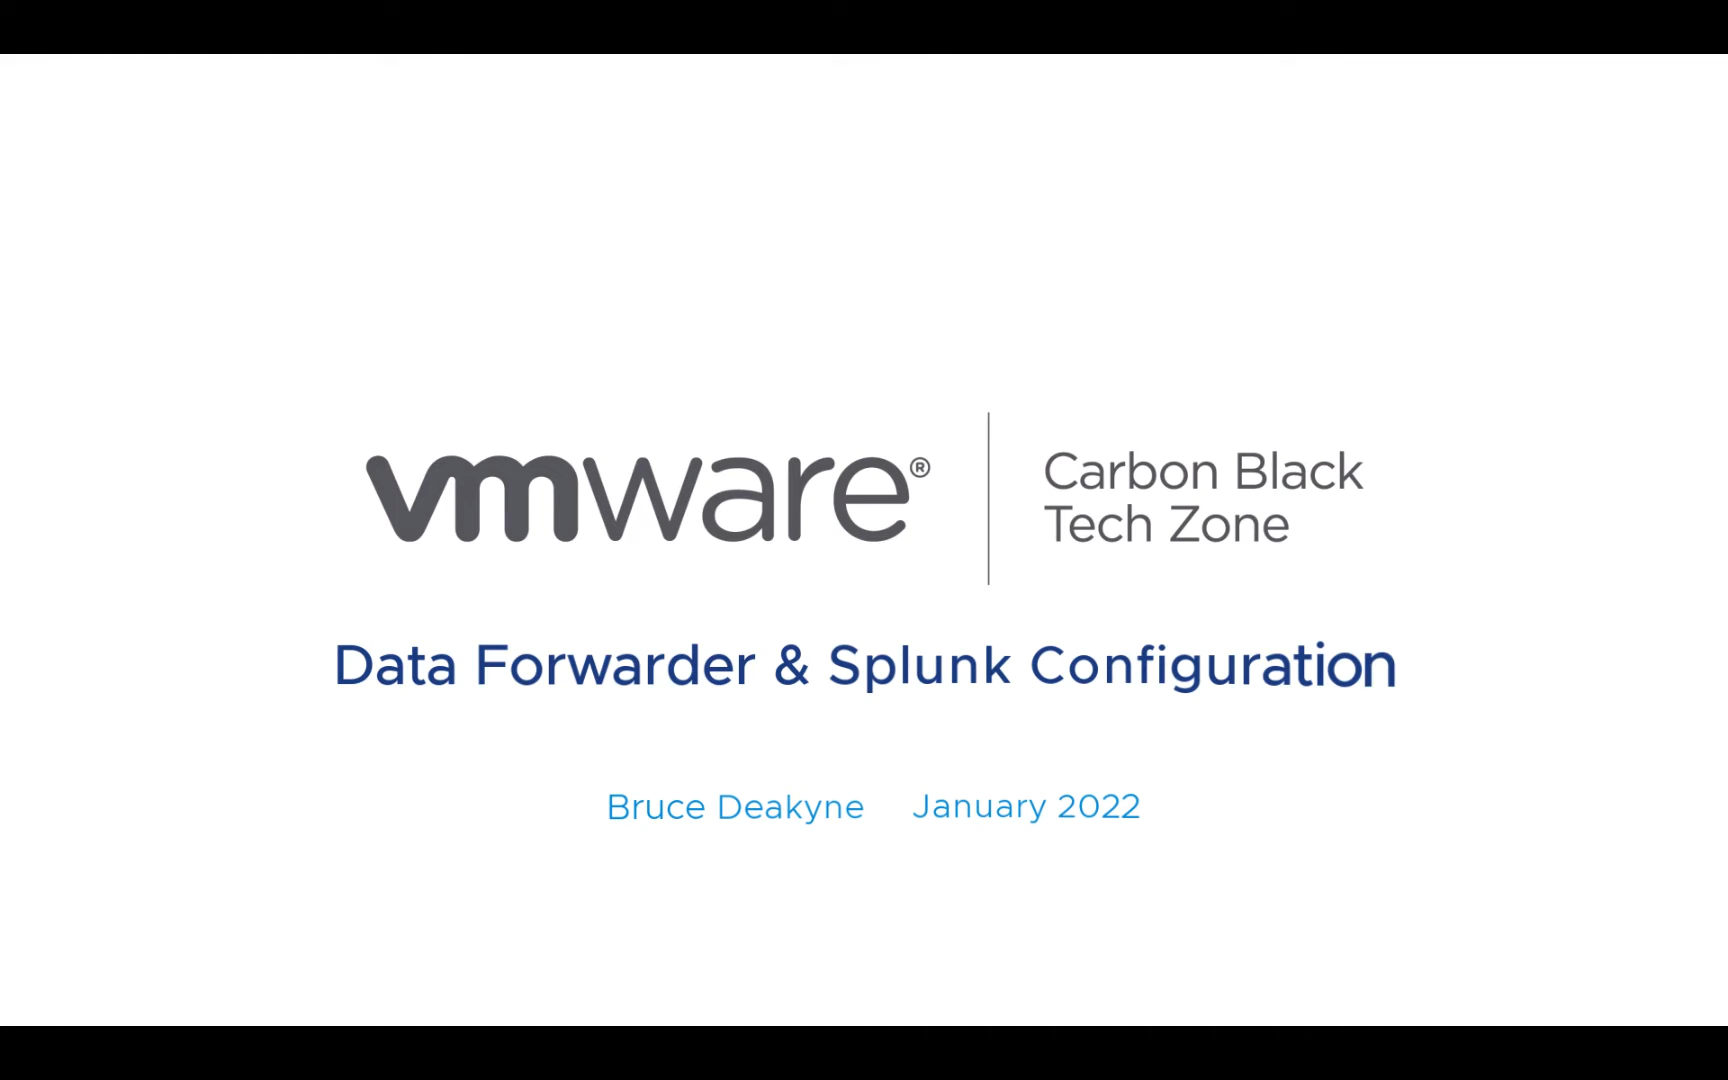 vmware®
Carbon Black
Tech Zone
Data Forwarder & Splunk Configuration
Bruce Deakyne January 2022